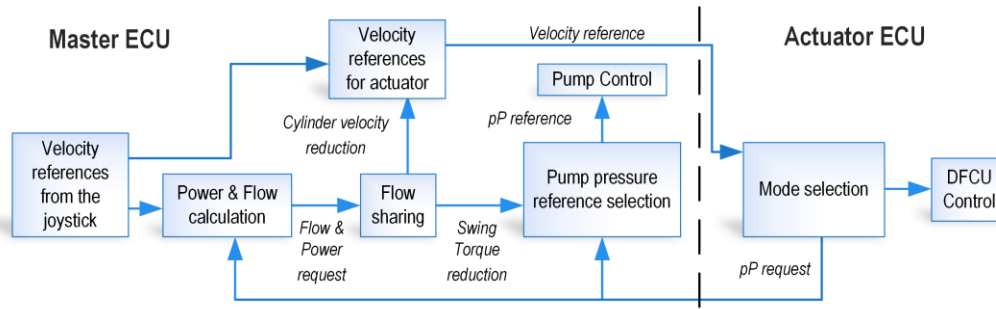 Master ECU
Velocity
references
for actuator
Velocity reference
Actuator ECU
Pump Control
Cylinder velocity
reduction
pP reference
Velocity
references
from the
joystick
Power & Flow
calculation
Flow
sharing
Pump pressure
reference selection
Mode selection
DFCU
Control
Flow &
Power
request
Swing
Torque
reduction
pP request